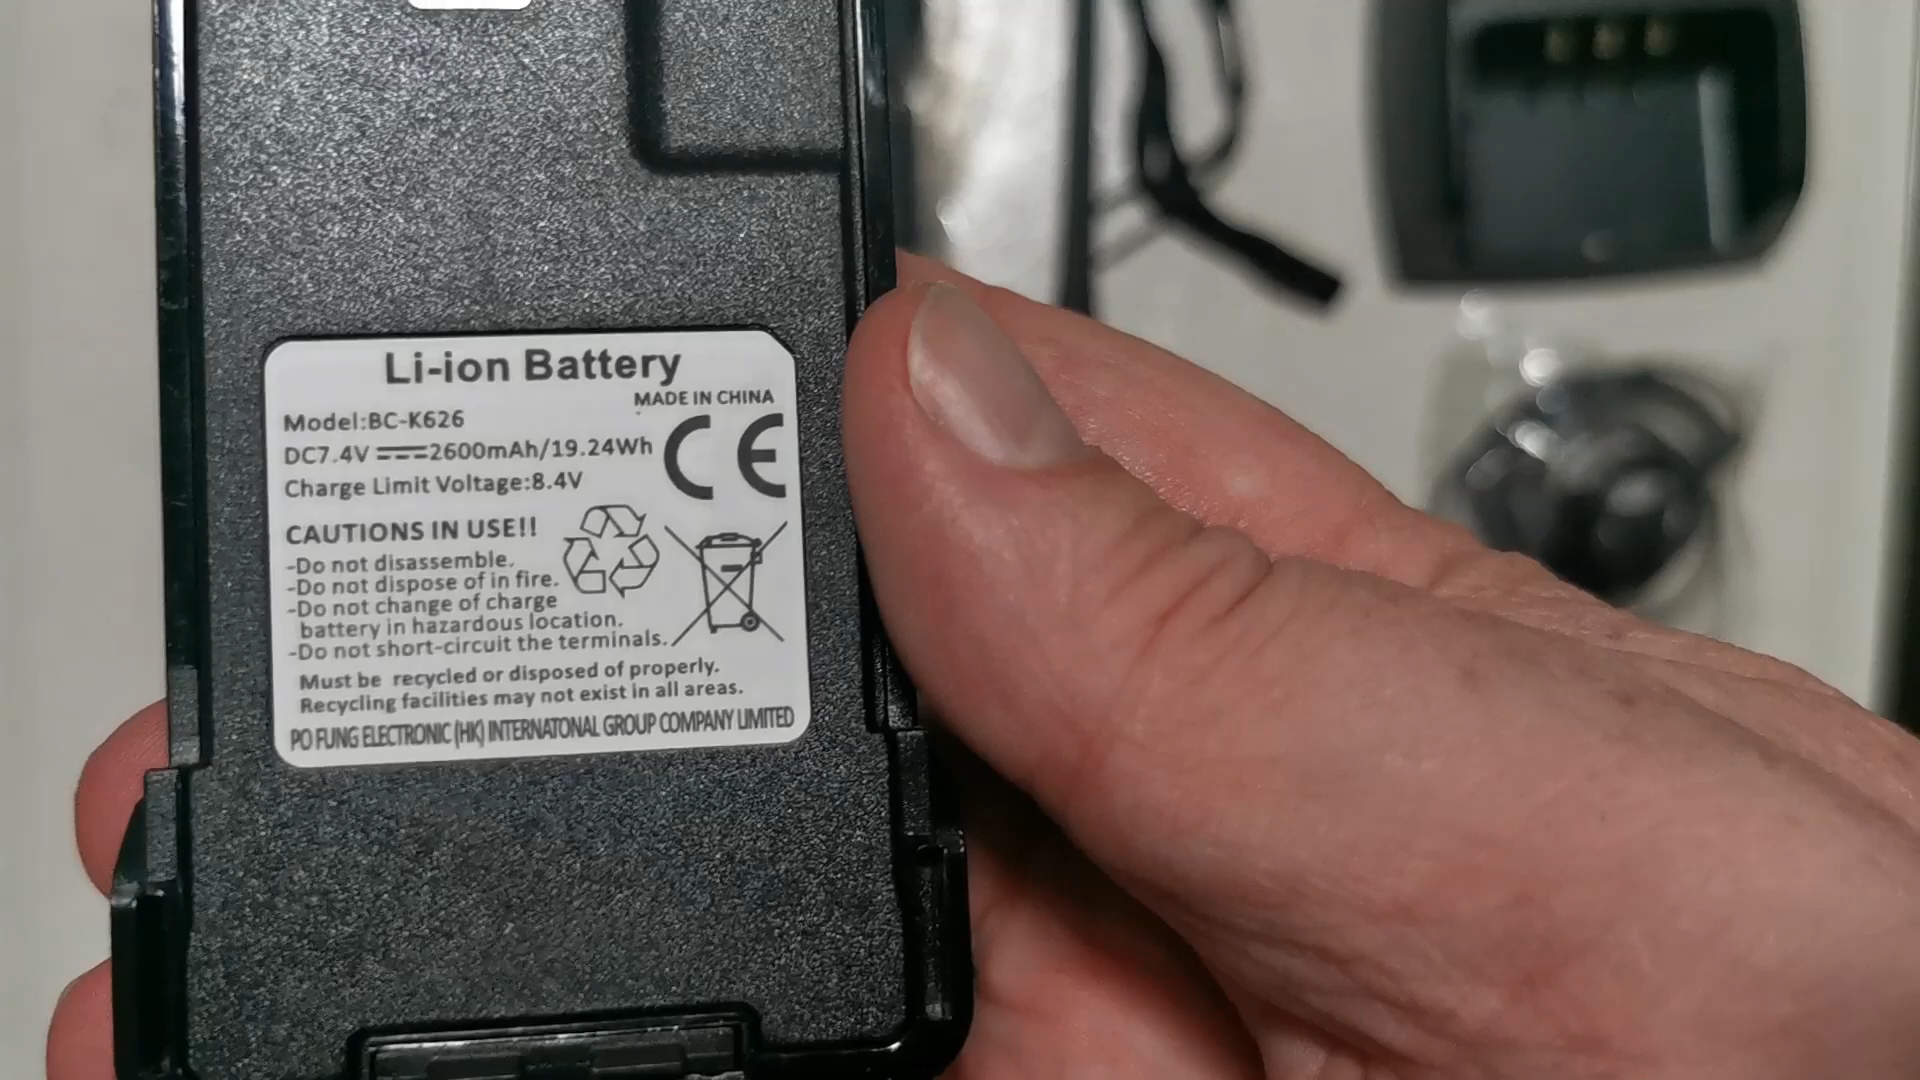 Li-ion Battery
MADE IN CHINA
Model:BC-K626
DC7.4V ⎓2600mAh/19.24Wh
Charge Limit Voltage:8.4V
CE
CAUTIONS IN USE!!
-Do not disassemble.
-Do not dispose of in fire.
-Do not change of charge
battery in hazardous location.
-Do not short-circuit the terminals.
Must be recycled or disposed of properly.
Recycling facilities may not exist in all areas.
PO FUNG ELECTRONIC (HK) INTERNATONAL GROUP COMPANY LIMITED